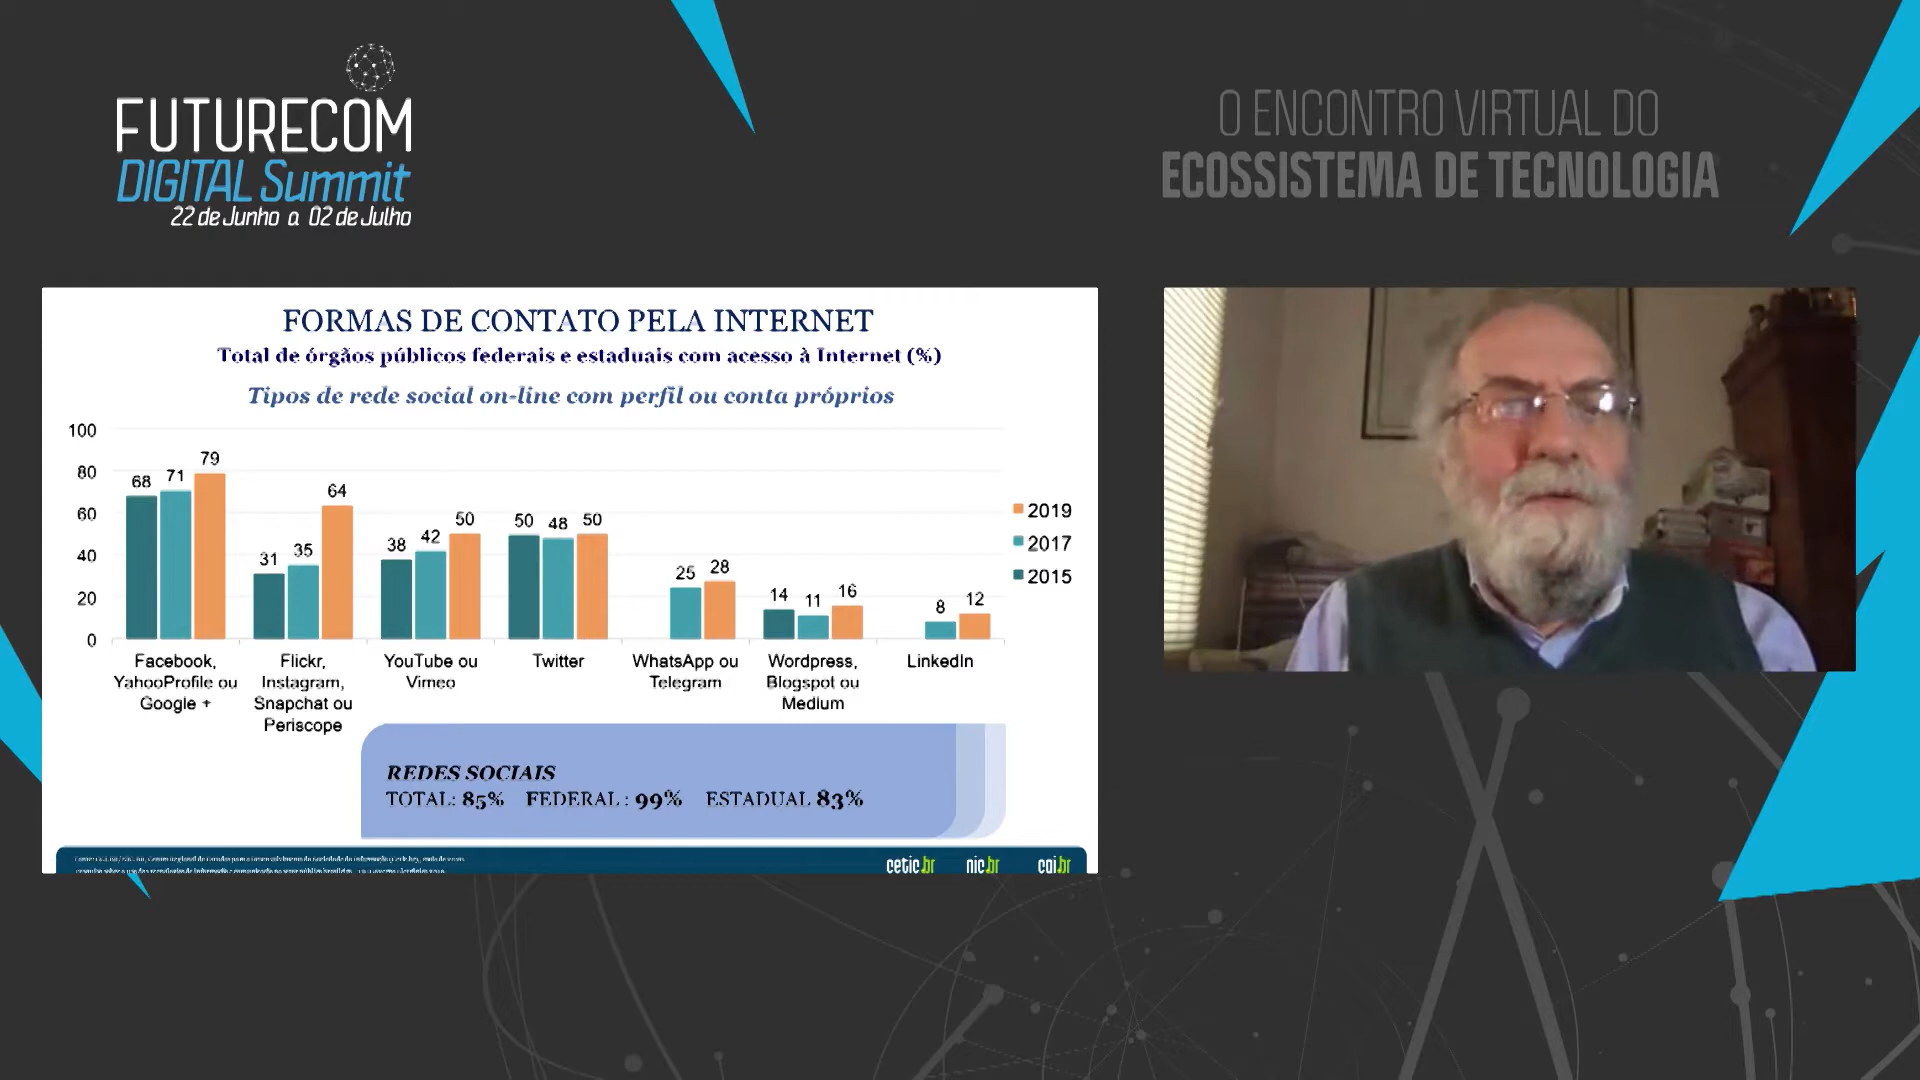 FUTURECOM
DIGITAL Summit
22 de Junho a 02 de Julho
O ENCONTRO VIRTUAL DO
ECOSSISTEMA DE TECNOLOGIA
FORMAS DE CONTATO PELA INTERNET
Total de órgãos públicos federais e estaduais com acesso à Internet (%)
Tipos de rede social on-line com perfil ou conta próprios
100
80
60
40
20
0
68 71 79
31 35 64
38 42 50
50 48 50
25 28
14 11 16
8 12
2019
2017
2015
Facebook,
YahooProfile ou
Google +
Flickr,
Instagram,
Snapchat ou
Periscope
YouTube ou
Vimeo
Twitter
WhatsApp ou
Telegram
Wordpress,
Blogspot ou
Medium
LinkedIn
REDES SOCIAIS
TOTAL: 85% FEDERAL : 99% ESTADUAL 83%
cetic.br nic.br cgi.br